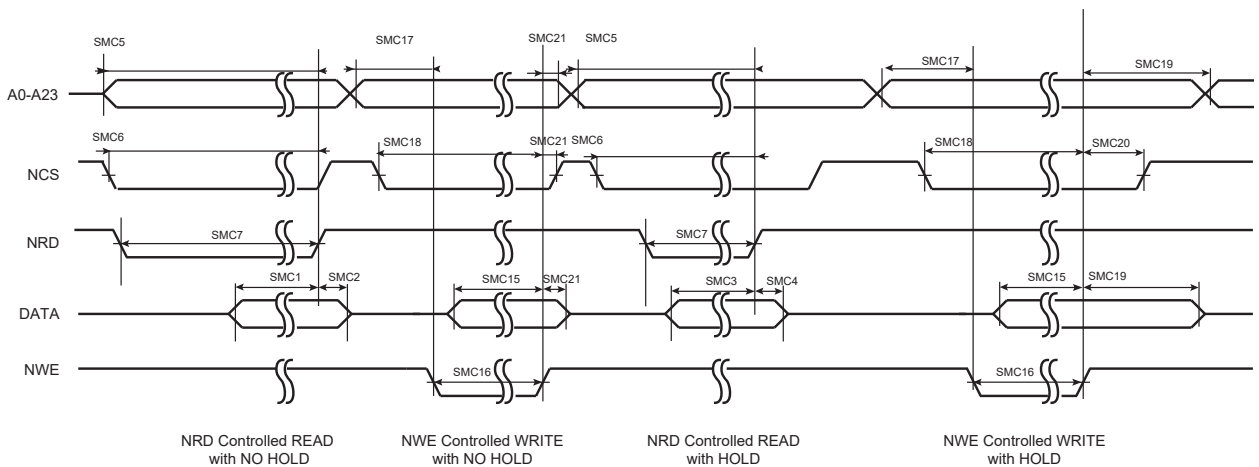 SMC5 SMC17 SMC21 SMC5 SMC17 SMC19
A0-A23
SMC6 SMC18 SMC21 SMC6 SMC18 SMC20
NCS
NRD SMC7 SMC7
SMC1 SMC2 SMC15 SMC21 SMC3 SMC4 SMC15 SMC19
DATA
NWE SMC16 SMC16
NRD Controlled READ
with NO HOLD
NWE Controlled WRITE
with NO HOLD
NRD Controlled READ
with HOLD
NWE Controlled WRITE
with HOLD